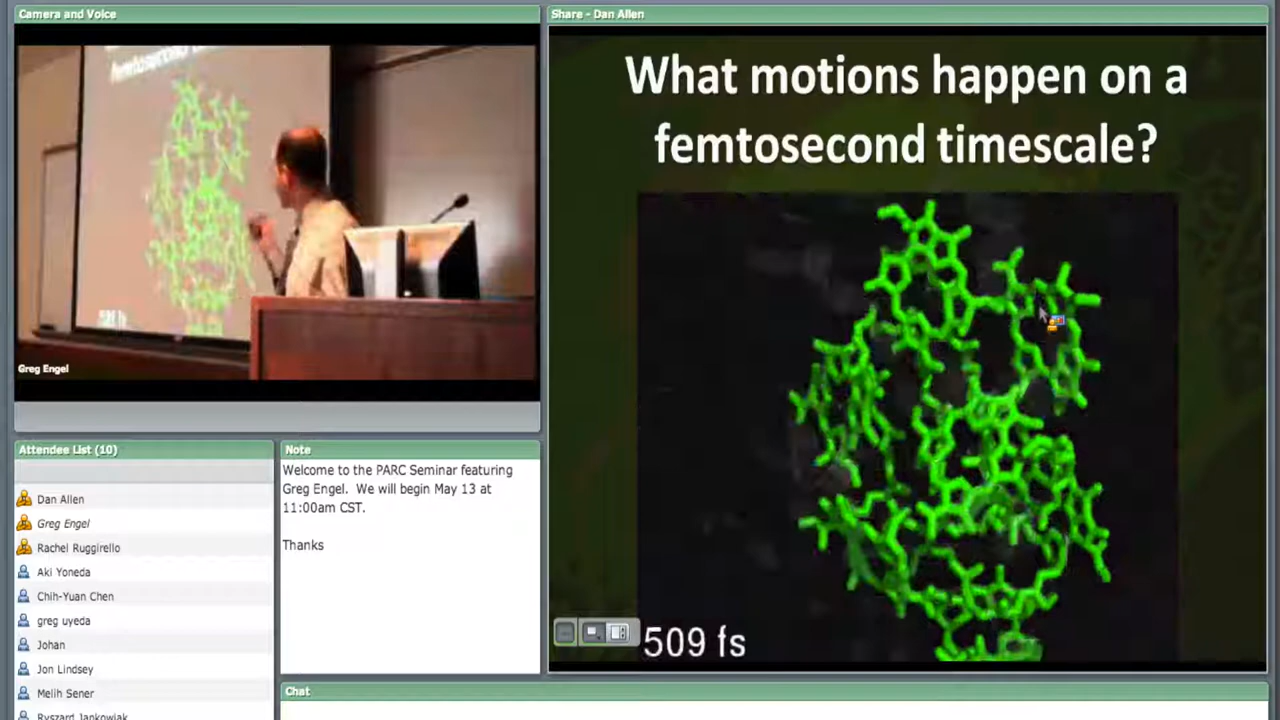 Camera and Voice
femtosecond
Greg Engel
Share - Dan Allen
What motions happen on a
femtosecond timescale?
509 fs
Attendee List (10)
Dan Allen
Greg Engel
Rachel Ruggirello
Aki Yoneda
Chih-Yuan Chen
greg uyeda
Johan
Jon Lindsey
Melih Sener
Ryszard Jankowiak
Note
Welcome to the PARC Seminar featuring
Greg Engel.  We will begin May 13 at
11:00am CST.
Thanks
Chat